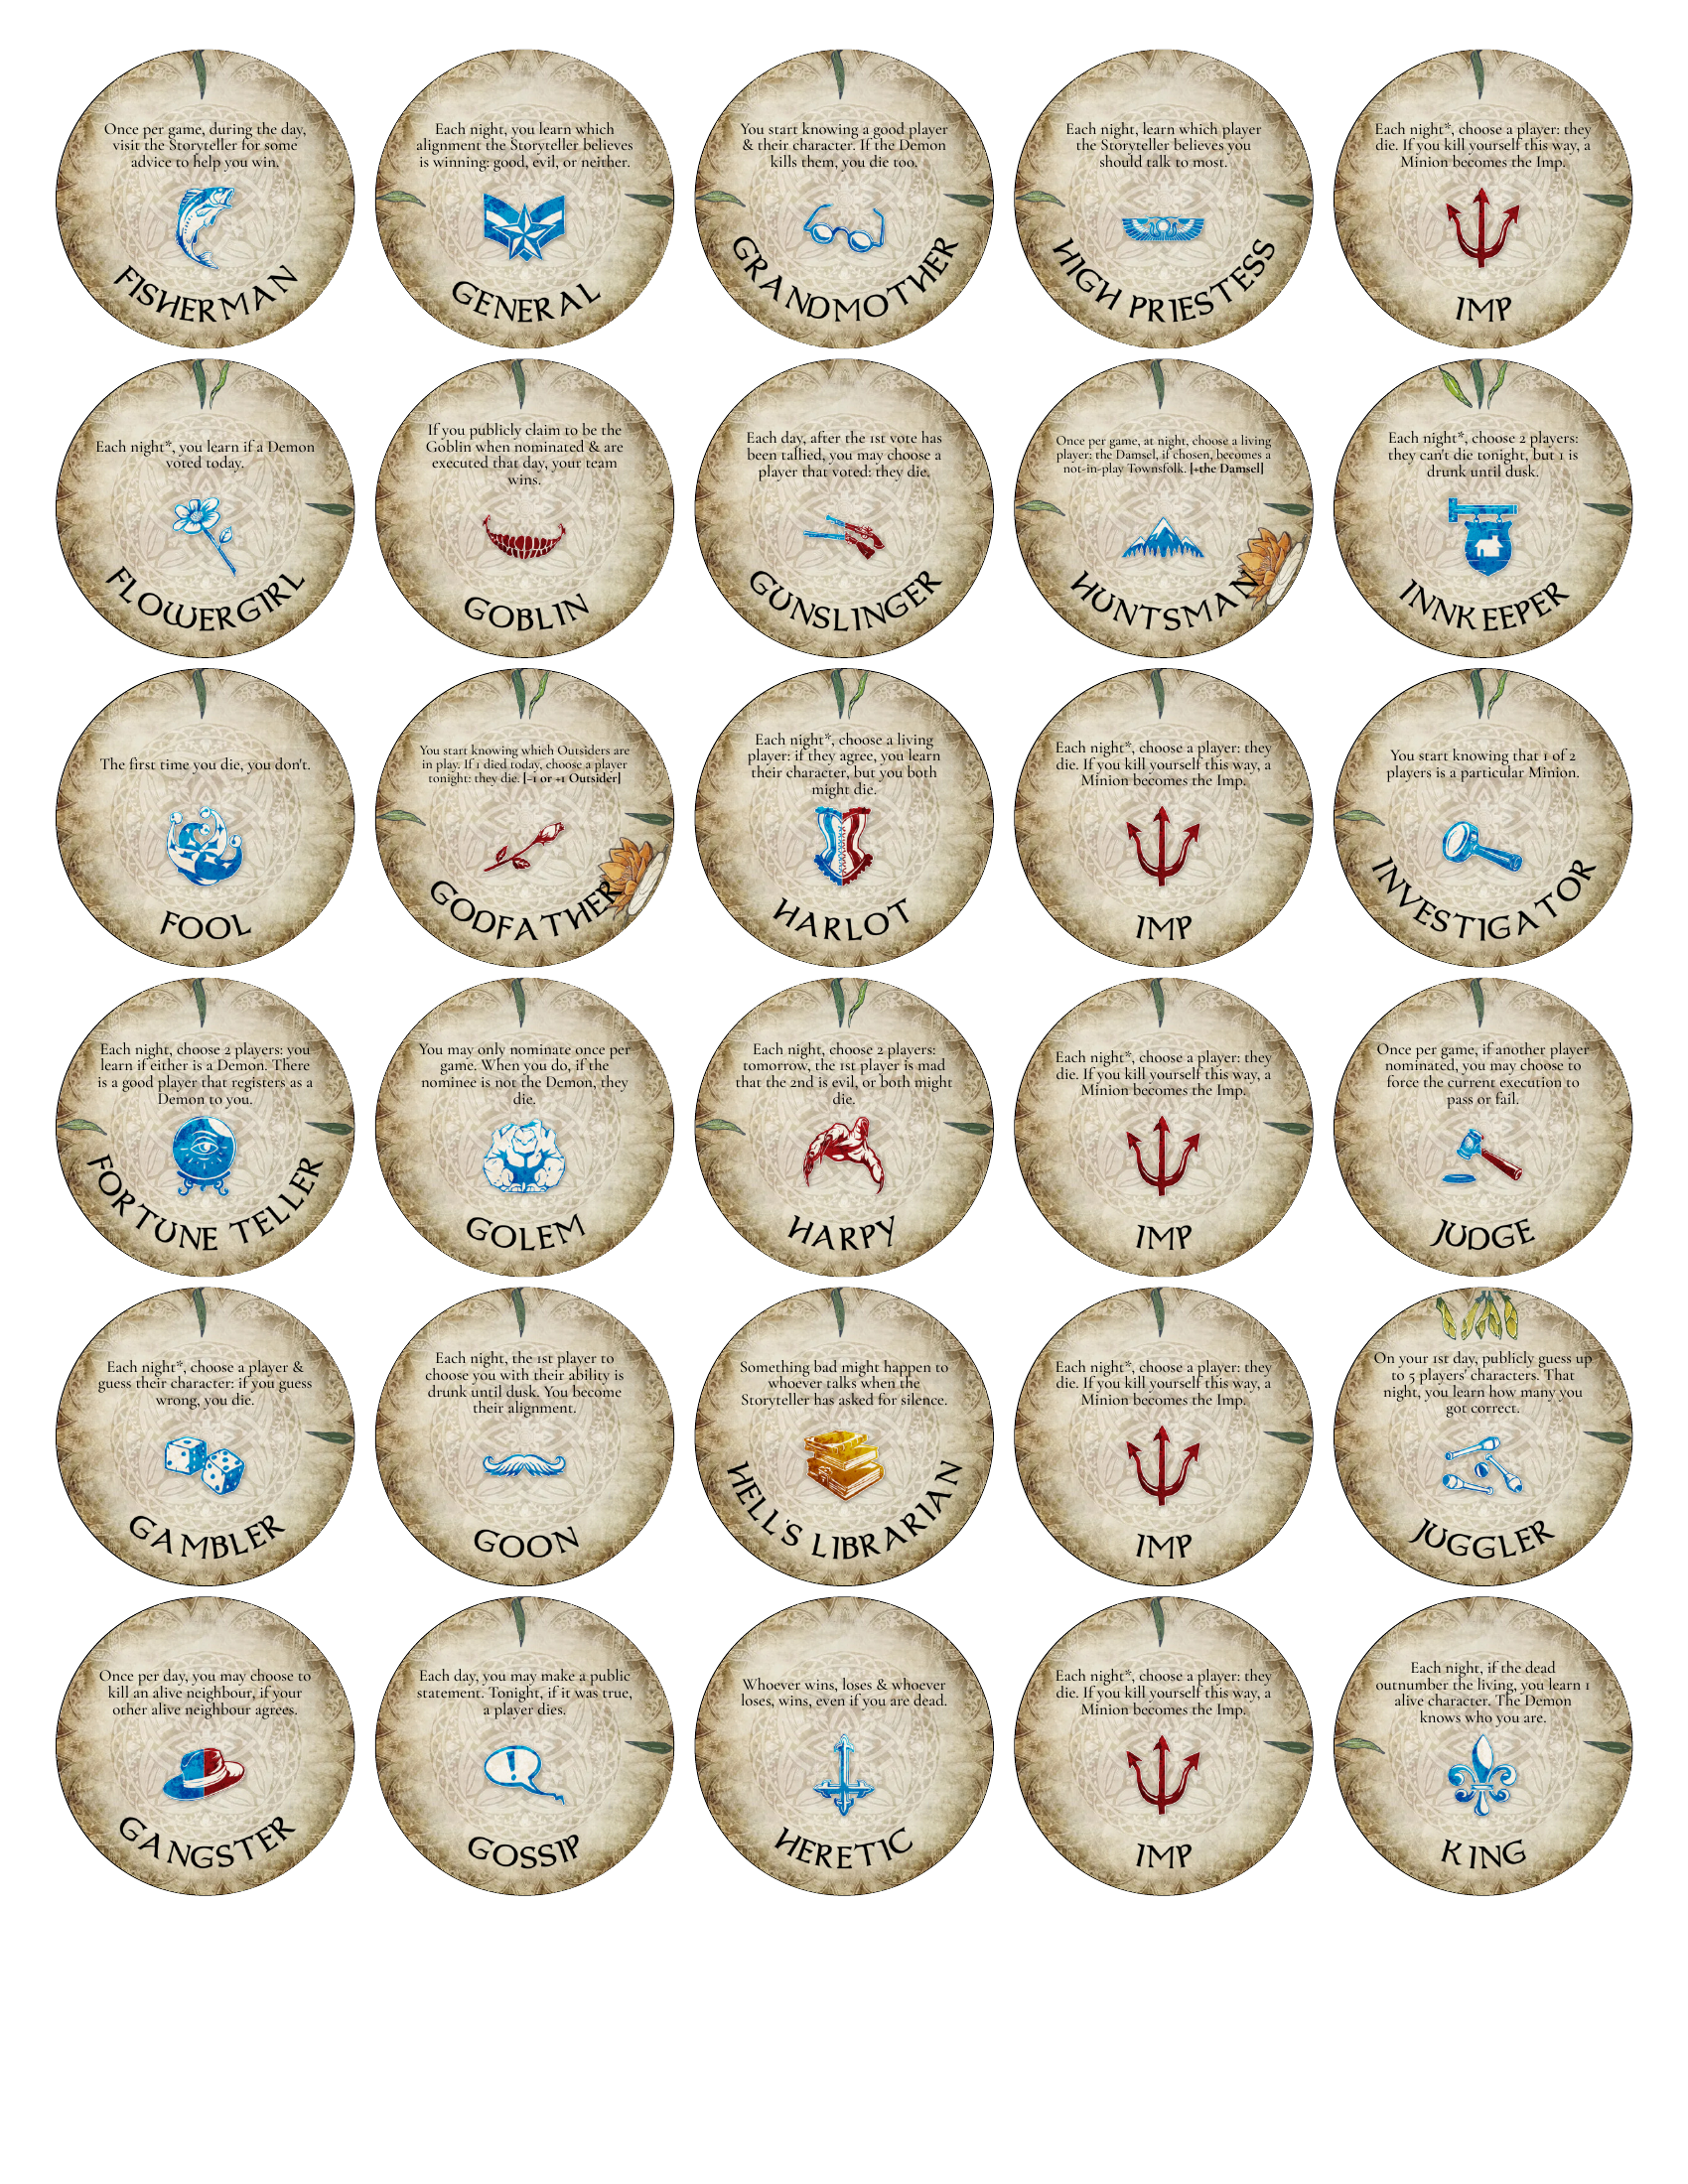 Once per game, during the day,
visit the Storyteller for some
advice to help you win.
FISHERMAN
Each night, you learn which
alignment the Storyteller believes
is winning: good, evil, or neither.
GENERAL
You start knowing a good player
& their character. If the Demon
kills them, you die too.
GRANDMOTHER
Each night, learn which player
the Storyteller believes you
should talk to most.
HIGH PRIESTESS
Each night*, choose a player: they
die. If you kill yourself this way, a
Minion becomes the Imp.
IMP
Each night*, you learn if a Demon
voted today.
FLOWERGIRL
If you publicly claim to be the
Goblin when nominated & are
executed that day, your team
wins.
GOBLIN
Each day, after the 1st vote has
been tallied, you may choose a
player that voted: they die.
GUNSLINGER
Once per game, at night, choose a living
player: the Damsel, if chosen, becomes a
not-in-play Townsfolk. [+the Damsel]
HUNTSMAN
Each night*, choose 2 players:
they can't die tonight, but 1 is
drunk until dusk.
INNKEEPER
The first time you die, you don't.
FOOL
You start knowing which Outsiders are
in play. If 1 died today, choose a player
tonight: they die. [-1 or +1 Outsider]
GODFATHER
Each night*, choose a living
player: if they agree, you learn
their character, but you both
might die.
HARLOT
Each night*, choose a player: they
die. If you kill yourself this way, a
Minion becomes the Imp.
IMP
You start knowing that 1 of 2
players is a particular Minion.
INVESTIGATOR
Each night, choose 2 players: you
learn if either is a Demon. There
is a good player that registers as a
Demon to you.
FORTUNE TELLER
You may only nominate once per
game. When you do, if the
nominee is not the Demon, they
die.
GOLEM
Each night, choose 2 players:
tomorrow, the 1st player is mad
that the 2nd is evil, or both might
die.
HARPY
Each night*, choose a player: they
die. If you kill yourself this way, a
Minion becomes the Imp.
IMP
Once per game, if another player
nominated, you may choose to
force the current execution to
pass or fail.
JUDGE
Each night*, choose a player &
guess their character: if you guess
wrong, you die.
GAMBLER
Each night, the 1st player to
choose you with their ability is
drunk until dusk. You become
their alignment.
GOON
Something bad might happen to
whoever talks when the
Storyteller has asked for silence.
HELL'S LIBRARIAN
Each night*, choose a player: they
die. If you kill yourself this way, a
Minion becomes the Imp.
IMP
On your 1st day, publicly guess up
to 5 players' characters. That
night, you learn how many you
got correct.
JUGGLER
Once per day, you may choose to
kill an alive neighbour, if your
other alive neighbour agrees.
GANGSTER
Each day, you may make a public
statement. Tonight, if it was true,
a player dies.
GOSSIP
Whoever wins, loses & whoever
loses, wins, even if you are dead.
HERETIC
Each night*, choose a player: they
die. If you kill yourself this way, a
Minion becomes the Imp.
IMP
Each night, if the dead
outnumber the living, you learn 1
alive character. The Demon
knows who you are.
KING